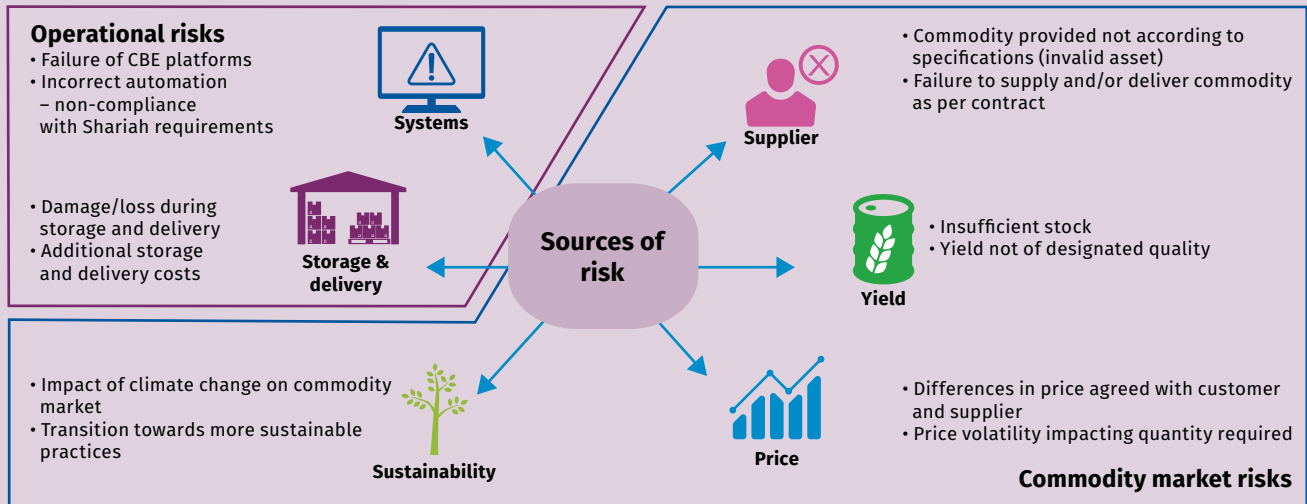 Operational risks
• Failure of CBE platforms
• Incorrect automation
– non-compliance
with Shariah requirements
Systems
• Damage/loss during
storage and delivery
• Additional storage
and delivery costs
Storage &
delivery
Sources of
risk
• Commodity provided not according to
specifications (invalid asset)
• Failure to supply and/or deliver commodity
as per contract
Supplier
• Insufficient stock
• Yield not of designated quality
Yield
• Impact of climate change on commodity
market
• Transition towards more sustainable
practices
Sustainability
Price
• Differences in price agreed with customer
and supplier
• Price volatility impacting quantity required
Commodity market risks